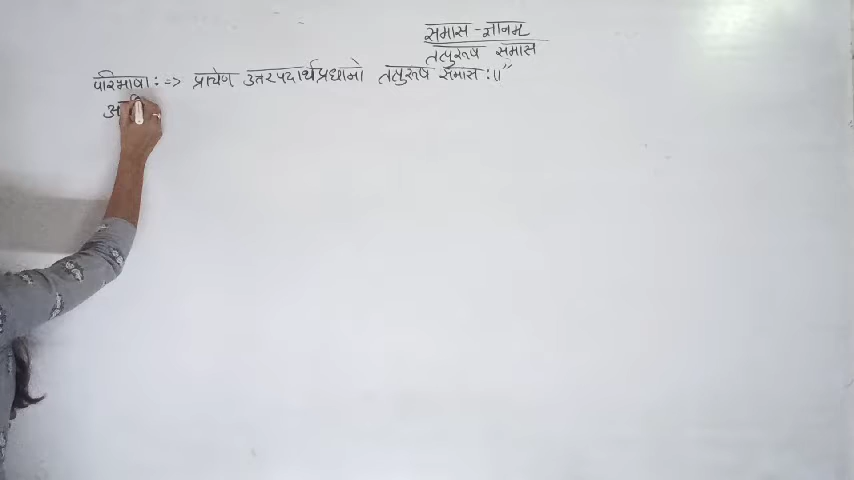 समास - ज्ञानम्
तत्पुरूष समास
परिभाषा : => प्रायेण उत्तरपदार्थप्रधानो तत्पुरूष समास : ॥”